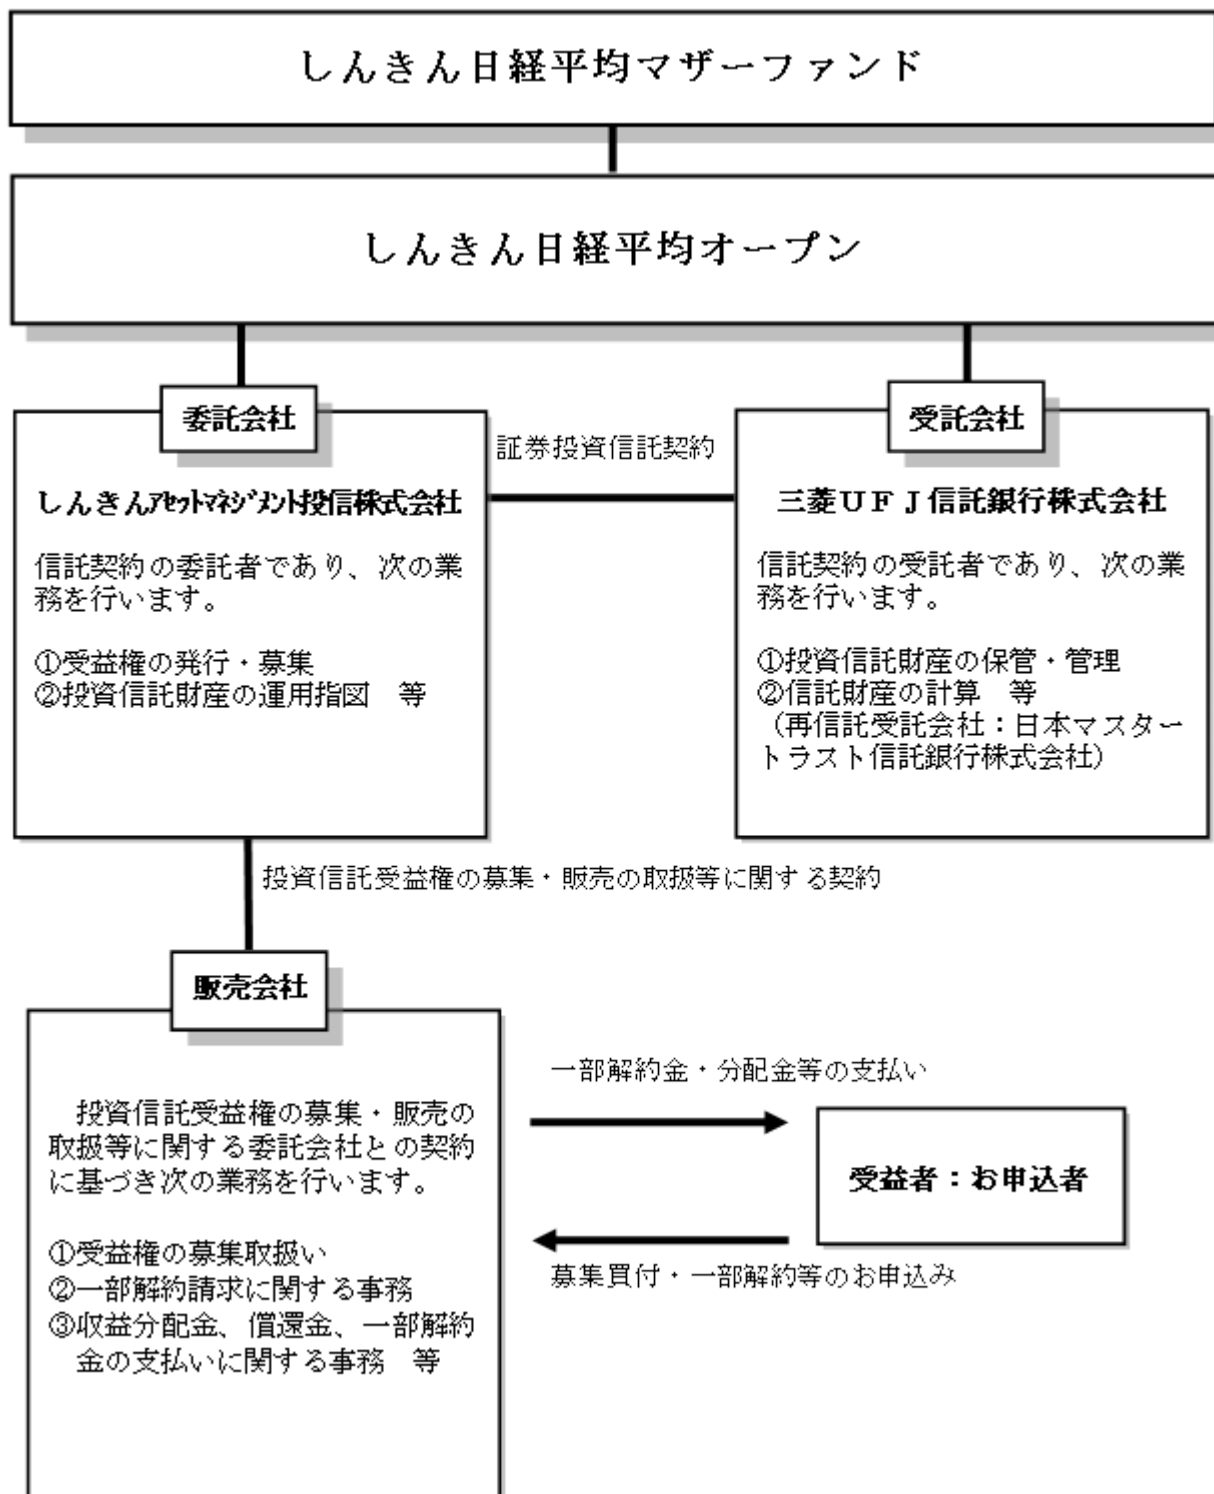 しんきん日経平均マザーファンド
しんきん日経平均オープン
委託会社
しんきんｱｾｯﾄﾏﾈｼﾞﾒﾝﾄ投信株式会社
信託契約の委託者であり、次の業
務を行います。
①受益権の発行・募集
②投資信託財産の運用指図　等
証券投資信託契約
受託会社
三菱ＵＦＪ信託銀行株式会社
信託契約の受託者であり、次の業
務を行います。
①投資信託財産の保管・管理
②信託財産の計算　等
（再信託受託会社：日本マスター
トラスト信託銀行株式会社）
投資信託受益権の募集・販売の取扱等に関する契約
販売会社
投資信託受益権の募集・販売の
取扱等に関する委託会社との契約
に基づき次の業務を行います。
①受益権の募集取扱い
②一部解約請求に関する事務
③収益分配金、償還金、一部解約
金の支払いに関する事務　等
一部解約金・分配金等の支払い
受益者：お申込者
募集買付・一部解約等のお申込み